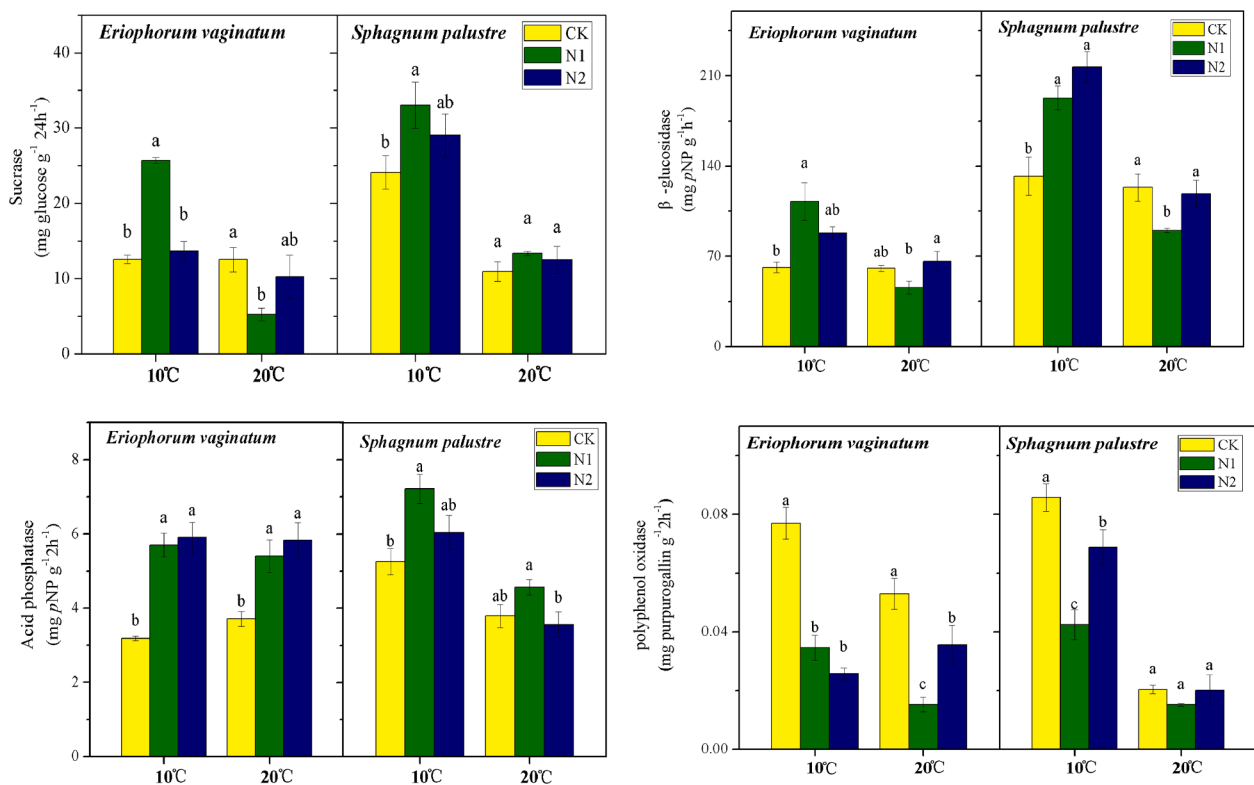 Eriophorum vaginatum
Sphagnum palustre
CK
N1
N2
Sucrase
(mg glucose g-1 24h-1)
40
30
20
10
0
b
a
b
a
b
ab
b
a
ab
a
a
a
10℃
20℃
10℃
20℃
Eriophorum vaginatum
Sphagnum palustre
CK
N1
N2
β -glucosidase
(mg pNP g-1h-1)
210
140
70
0
b
a
ab
ab
b
a
b
a
a
a
b
a
10℃
20℃
10℃
20℃
Eriophorum vaginatum
Sphagnum palustre
CK
N1
N2
Acid phosphatase
(mg pNP g-12h-1)
8
6
4
2
0
b
a
a
b
a
a
b
a
ab
ab
a
b
10℃
20℃
10℃
20℃
Eriophorum vaginatum
Sphagnum palustre
CK
N1
N2
polyphenol oxidase
(mg purpurogallin g-12h-1)
0.08
0.04
0.00
a
b
b
a
c
b
a
c
b
a
a
a
10℃
20℃
10℃
20℃